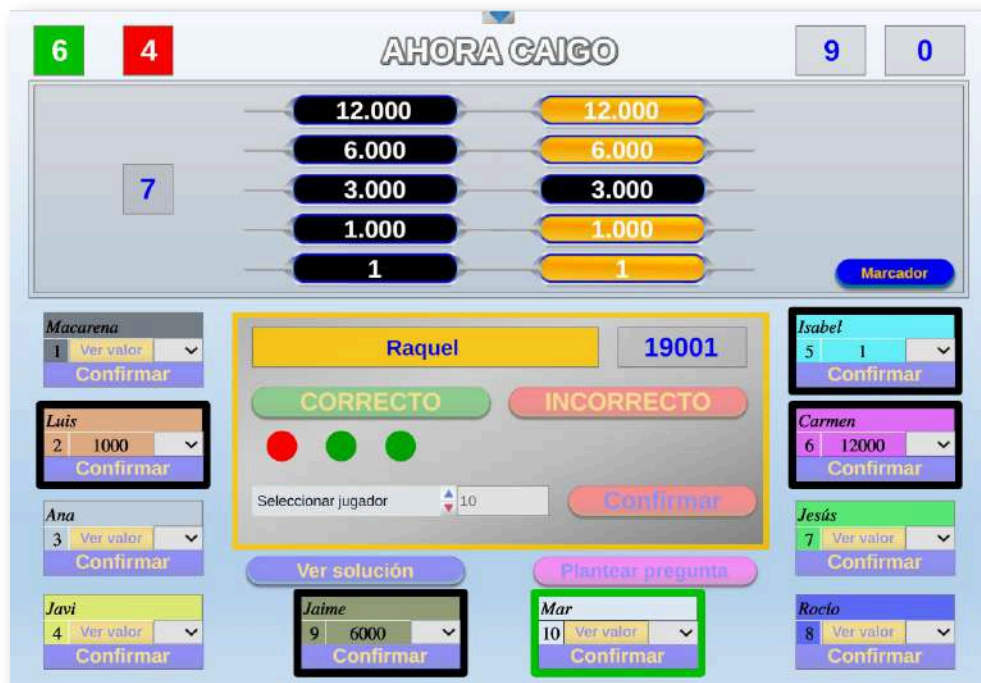 6 4 AHORA CAIGO 9 0
12.000 12.000
6.000 6.000
7 3.000 3.000
1.000 1.000
1 1
Marcador
Macarena
1 Ver valor
Confirmar
Luis
2 1000
Confirmar
Ana
3 Ver valor
Confirmar
Javi
4 Ver valor
Confirmar
Raquel 19001
CORRECTO INCORRECTO
Seleccionar jugador 10 Confirmar
Ver solución Plantear pregunta
Jaime
9 6000
Confirmar
Mar
10 Ver valor
Confirmar
Isabel
5 1
Confirmar
Carmen
6 12000
Confirmar
Jesús
7 Ver valor
Confirmar
Rocío
8 Ver valor
Confirmar